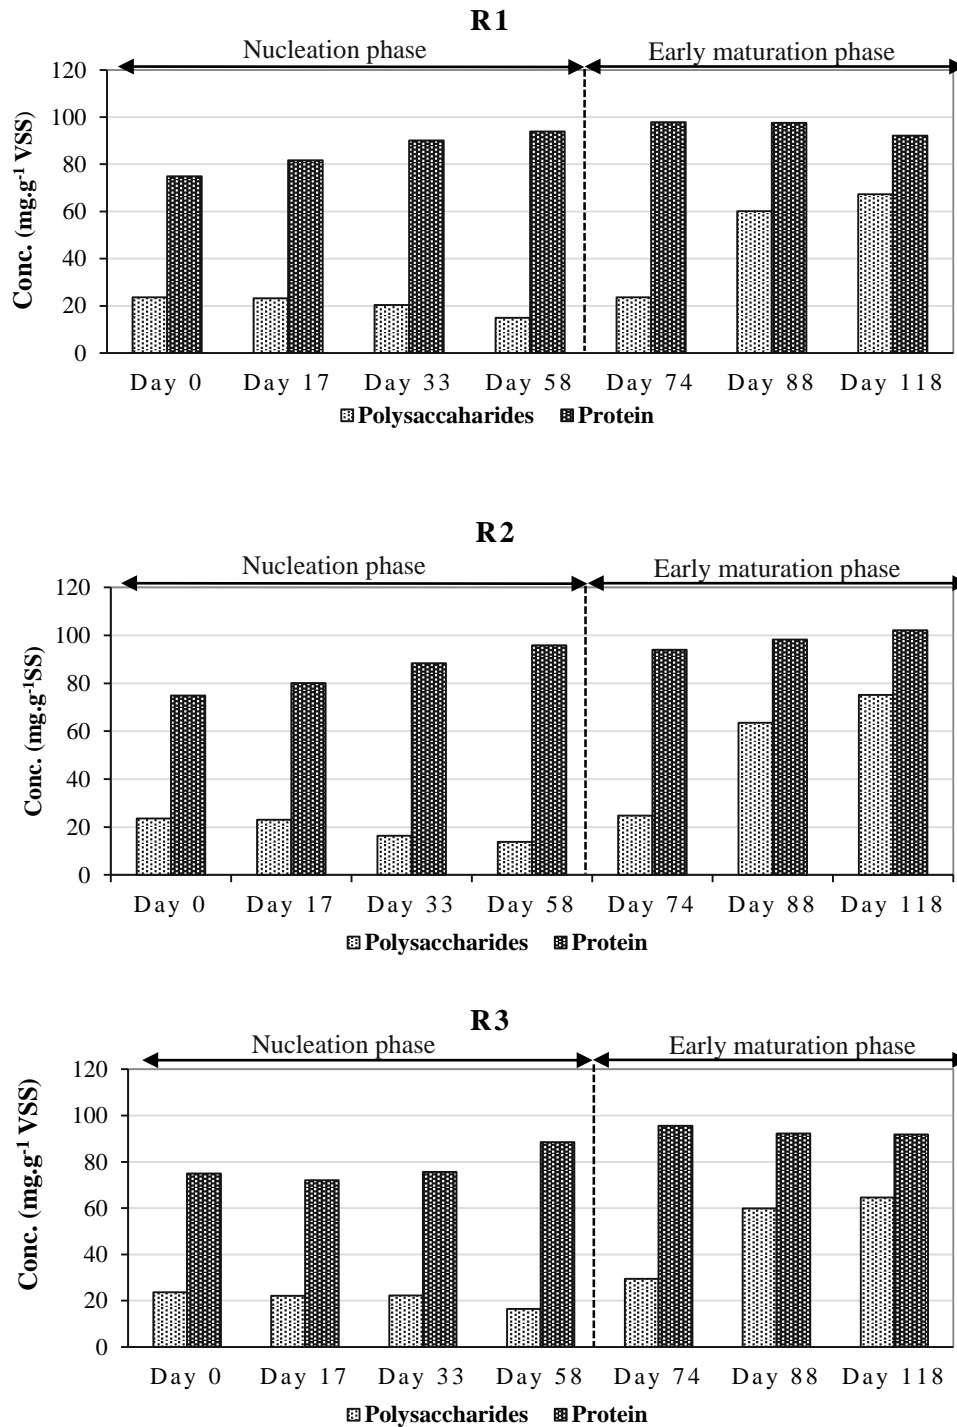 R1
Nucleation phase
Early maturation phase
Conc. (mg.g⁻¹ VSS)
120
100
80
60
40
20
0
Day 0 Day 17 Day 33 Day 58 Day 74 Day 88 Day 118
Polysaccaharides Protein
R2
Nucleation phase
Early maturation phase
Conc. (mg.g⁻¹SS)
120
100
80
60
40
20
0
Day 0 Day 17 Day 33 Day 58 Day 74 Day 88 Day 118
Polysaccharides Protein
R3
Nucleation phase
Early maturation phase
Conc. (mg.g⁻¹ VSS)
120
100
80
60
40
20
0
Day 0 Day 17 Day 33 Day 58 Day 74 Day 88 Day 118
Polysaccharides Protein